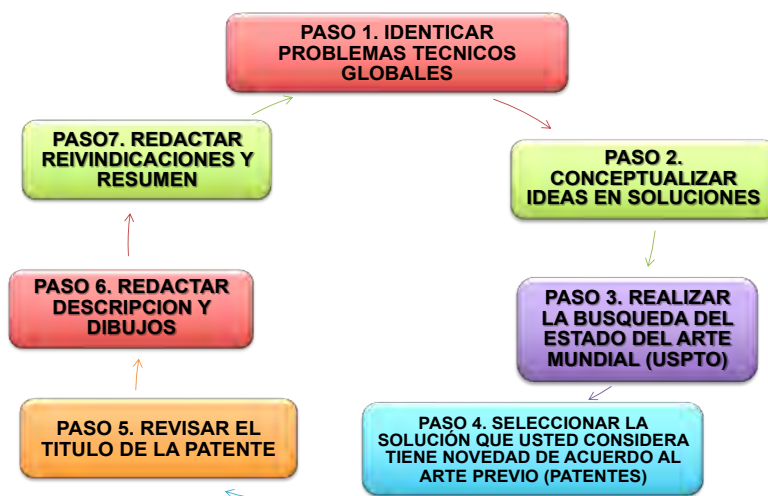 PASO 1. IDENTICAR
PROBLEMAS TECNICOS
GLOBALES
PASO 2.
CONCEPTUALIZAR
IDEAS EN SOLUCIONES
PASO 3. REALIZAR
LA BUSQUEDA DEL
ESTADO DEL ARTE
MUNDIAL (USPTO)
PASO 4. SELECCIONAR LA
SOLUCIÓN QUE USTED CONSIDERA
TIENE NOVEDAD DE ACUERDO AL
ARTE PREVIO (PATENTES)
PASO 5. REVISAR EL
TITULO DE LA PATENTE
PASO 6. REDACTAR
DESCRIPCION Y
DIBUJOS
PASO7. REDACTAR
REIVINDICACIONES Y
RESUMEN